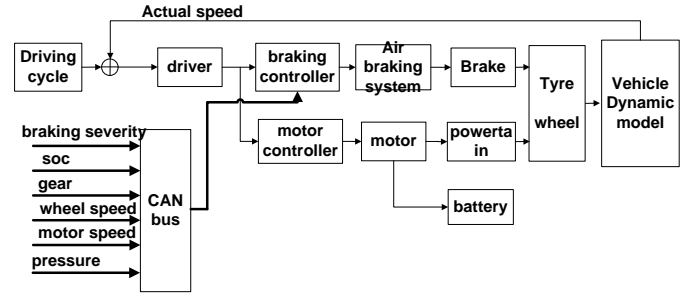 Actual speed
Driving
cycle
driver
braking
controller
Air
braking
system
Brake
Tyre
wheel
Vehicle
Dynamic
model
motor
controller
motor
powerta
in
battery
braking severity
soc
gear
wheel speed
motor speed
pressure
CAN
bus